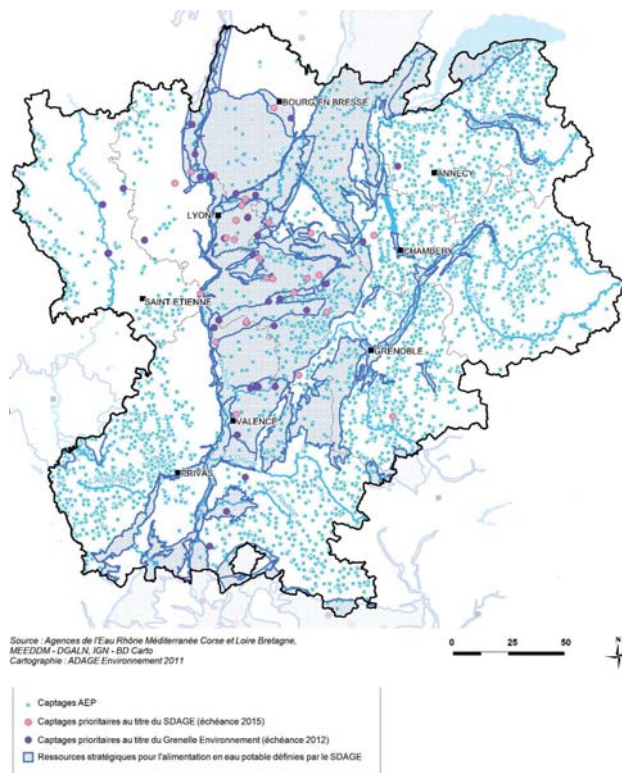 BOURG EN BRESSE
ANNECY
LYON
CHAMBERY
SAINT ETIENNE
GRENOBLE
VALENCE
PRIVAS
Source : Agences de l'Eau Rhône Méditerranée Corse et Loire Bretagne,
MEEDDM - DGALN, IGN - BD Carto
Cartographie : ADAGE Environnement 2011
0 25 50
N
Captages AEP
Captages prioritaires au titre du SDAGE (échéance 2015)
Captages prioritaires au titre du Grenelle Environnement (échéance 2012)
Ressources stratégiques pour l'alimentation en eau potable définies par le SDAGE